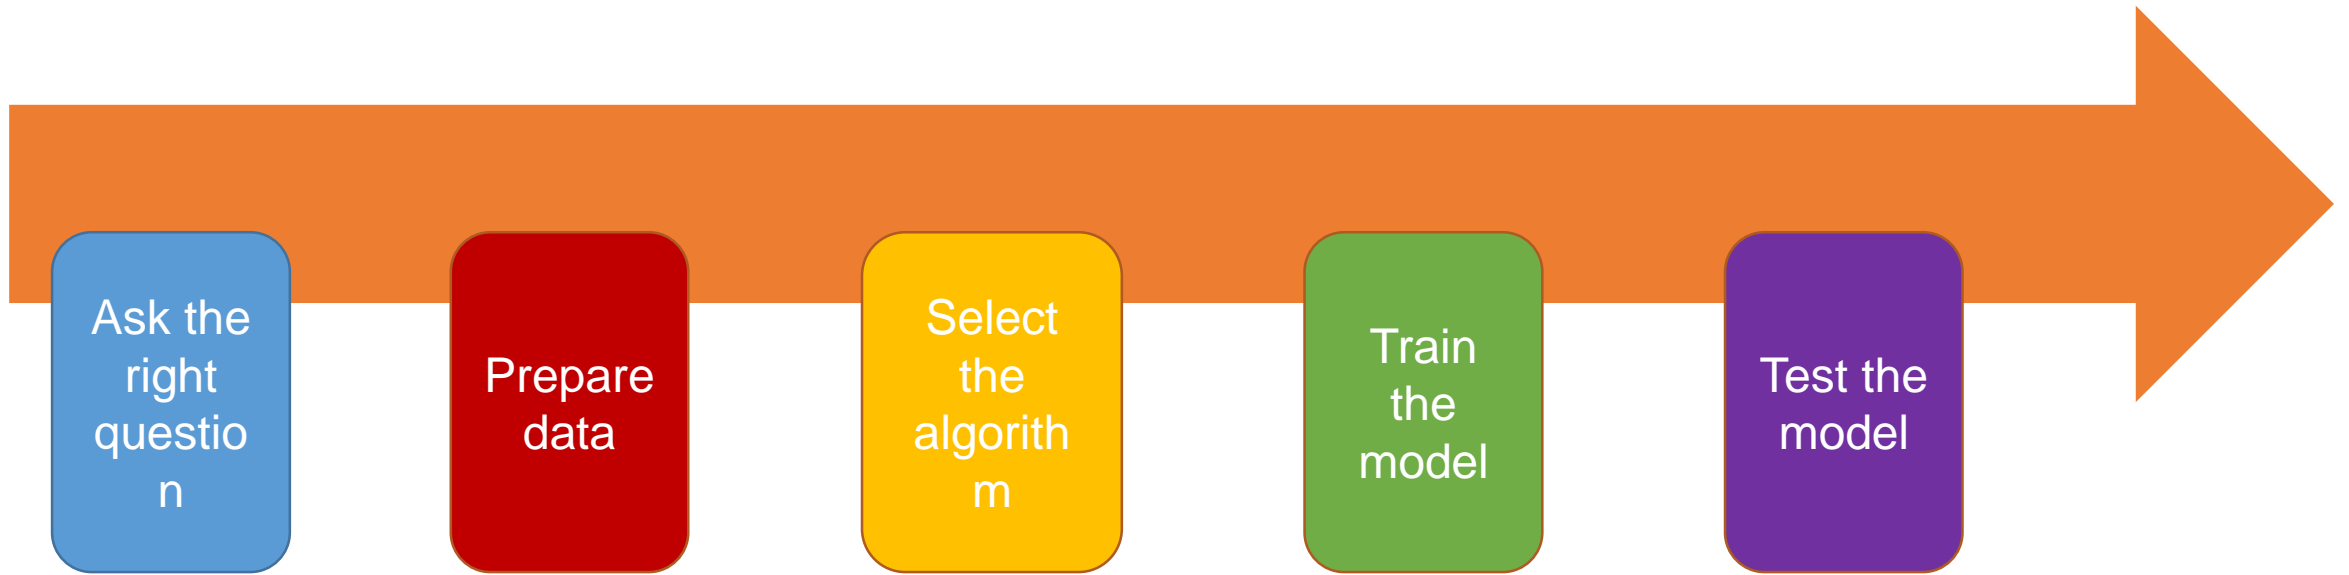 Ask the
right
questio
n
Prepare
data
Select
the
algorith
m
Train
the
model
Test the
model